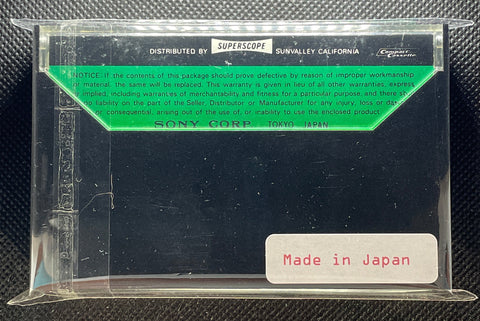 DISTRIBUTED BY SUPERSCOPE SUNVALLEY CALIFORNIA
Compact Cassette
NOTICE: If the contents of this package should prove defective by reason of improper workmanship
or material, the same will be replaced. This warranty is given in lieu of all other warranties, express
or implied, including warranties of merchantability and fitness for a particular purpose, and there
no liability on the part of the Seller, Distributor or Manufacturer for any injury, loss or
or consequential, arising out of the use of, or inability to use the enclosed product.
SONY CORP. TOKYO JAPAN
Made in Japan